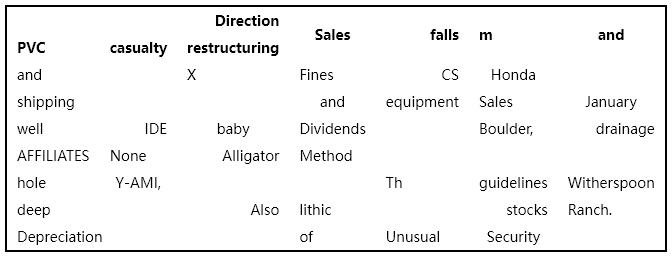 PVC casualty Direction restructuring Sales falls m and
and X Fines CS Honda
shipping and equipment Sales January
well IDE baby Dividends Boulder, drainage
AFFILIATES None Alligator Method
hole Y-AMI, Th guidelines Witherspoon
deep Also lithic stocks Ranch.
Depreciation of Unusual Security